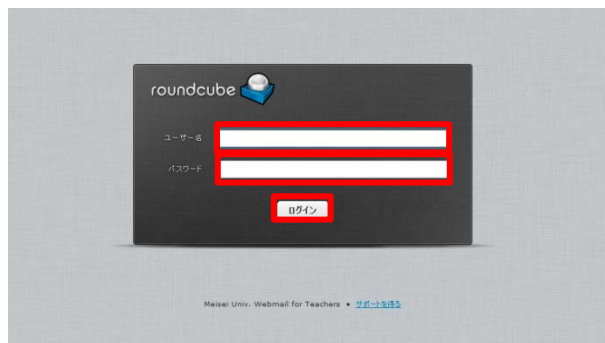 roundcube
ユーザー名
パスワード
ログイン
Meisei Univ. Webmail for Teachers • サポートを得る